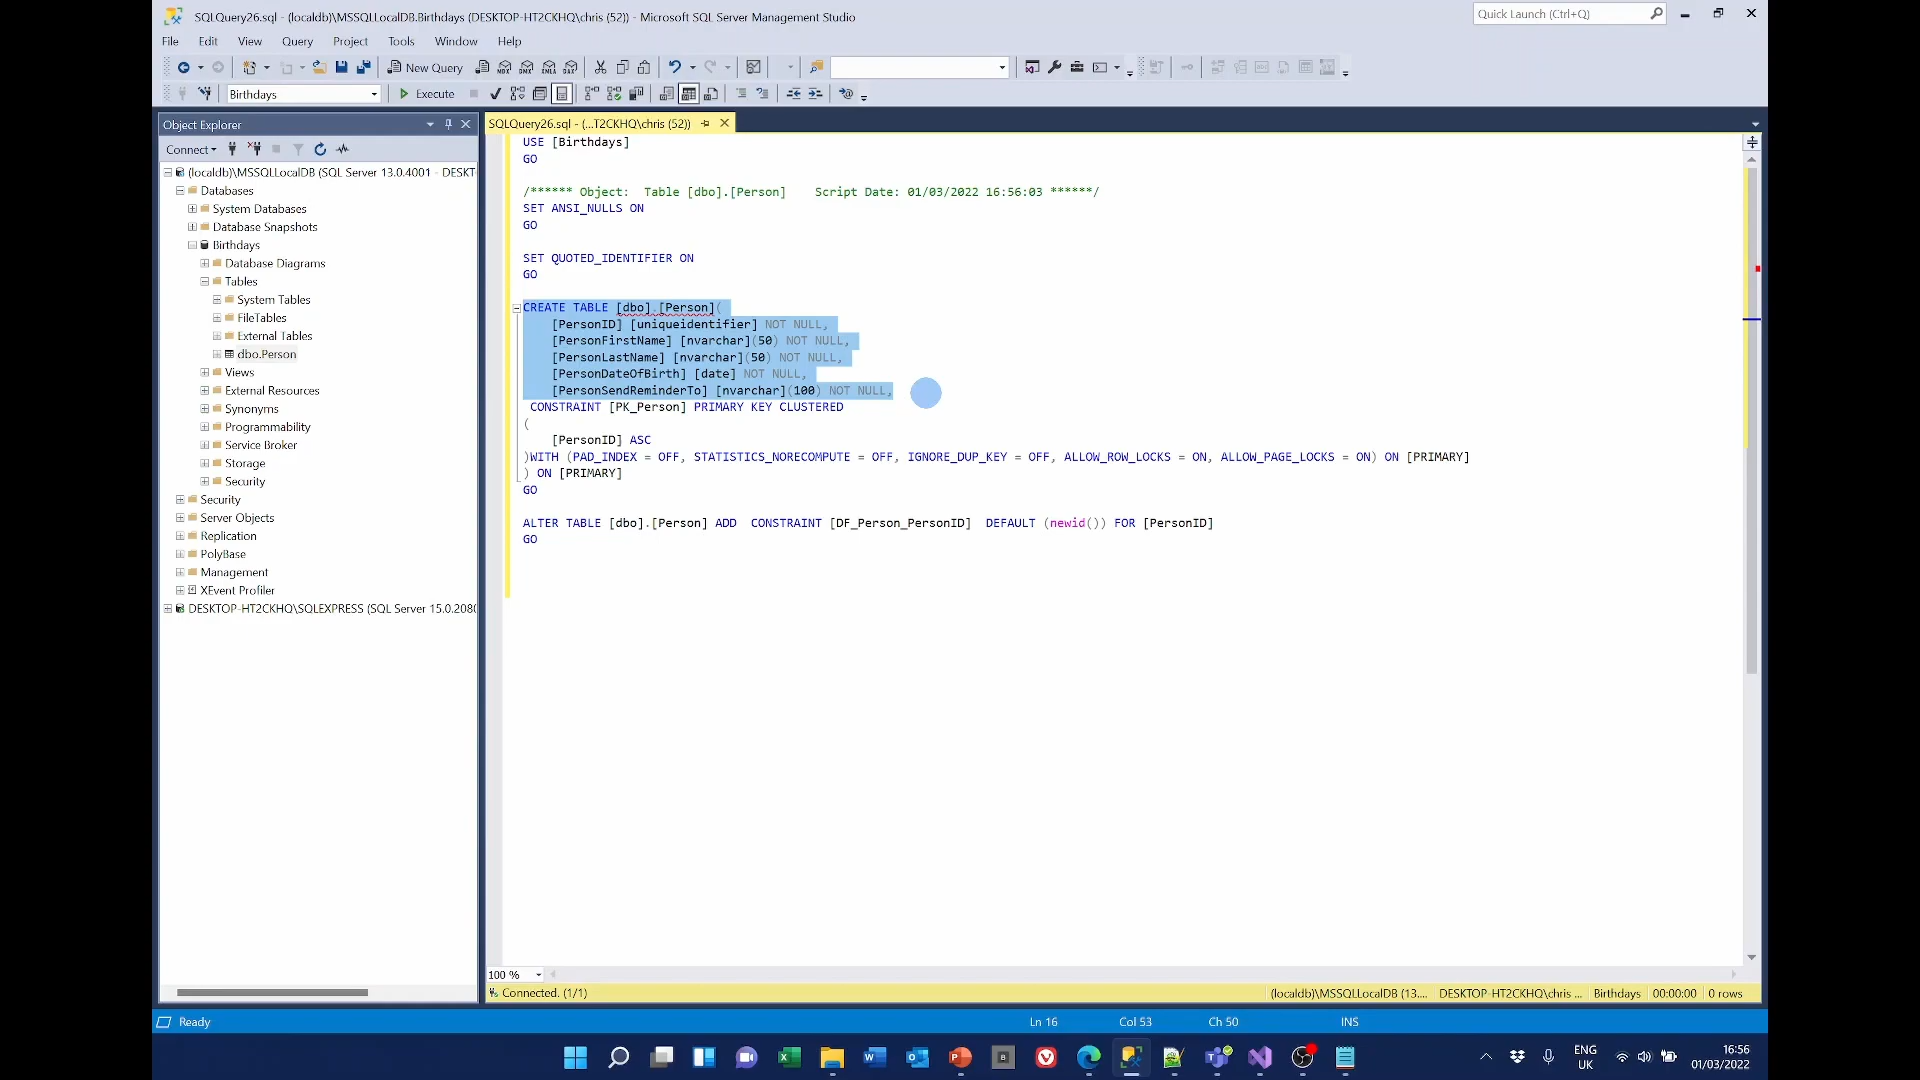 SQLQuery26.sql - (localdb)\MSSQLLocalDB.Birthdays (DESKTOP-HT2CKHQ\chris (52)) - Microsoft SQL Server Management Studio
Quick Launch (Ctrl+Q)
File Edit View Query Project Tools Window Help
New Query
Birthdays
Execute
Object Explorer
Connect
(localdb)\MSSQLLocalDB (SQL Server 13.0.4001 - DESKT
Databases
System Databases
Database Snapshots
Birthdays
Database Diagrams
Tables
System Tables
FileTables
External Tables
dbo.Person
Views
External Resources
Synonyms
Programmability
Service Broker
Storage
Security
Security
Server Objects
Replication
PolyBase
Management
XEvent Profiler
DESKTOP-HT2CKHQ\SQLEXPRESS (SQL Server 15.0.2080
SQLQuery26.sql - (...T2CKHQ\chris (52))
USE [Birthdays]
GO
/****** Object:  Table [dbo].[Person]    Script Date: 01/03/2022 16:56:03 ******/
SET ANSI_NULLS ON
GO
SET QUOTED_IDENTIFIER ON
GO
CREATE TABLE [dbo].[Person](
[PersonID] [uniqueidentifier] NOT NULL,
[PersonFirstName] [nvarchar](50) NOT NULL,
[PersonLastName] [nvarchar](50) NOT NULL,
[PersonDateOfBirth] [date] NOT NULL,
[PersonSendReminderTo] [nvarchar](100) NOT NULL,
CONSTRAINT [PK_Person] PRIMARY KEY CLUSTERED
(
[PersonID] ASC
)WITH (PAD_INDEX = OFF, STATISTICS_NORECOMPUTE = OFF, IGNORE_DUP_KEY = OFF, ALLOW_ROW_LOCKS = ON, ALLOW_PAGE_LOCKS = ON) ON [PRIMARY]
) ON [PRIMARY]
GO
ALTER TABLE [dbo].[Person] ADD  CONSTRAINT [DF_Person_PersonID]  DEFAULT (newid()) FOR [PersonID]
GO
100 %
Connected. (1/1)
(localdb)\MSSQLLocalDB (13.... DESKTOP-HT2CKHQ\chris ... Birthdays 00:00:00 0 rows
Ready
Ln 16 Col 53 Ch 50 INS
ENG
UK
16:56
01/03/2022